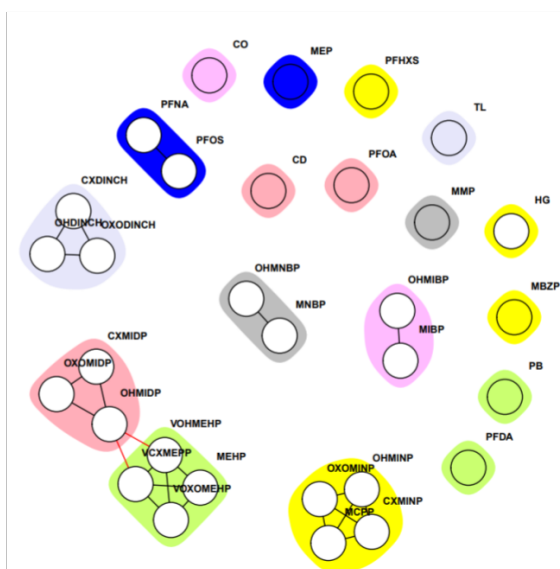 CO
MEP
PFHXS
PFNA
TL
PFOS
CD
PFOA
CXDINCH
MMP
HG
OHDINCH
OXODINCH
OHMNBP
OHMIBP
MBZP
MNBP
MIBP
CXMIDP
PB
OXOMIDP
OHMIDP
VOHMEHP
PFDA
VCXMEPP
MEHP
OHMINP
OXOMINP
VOXOMEHP
CXMINP
MCPP